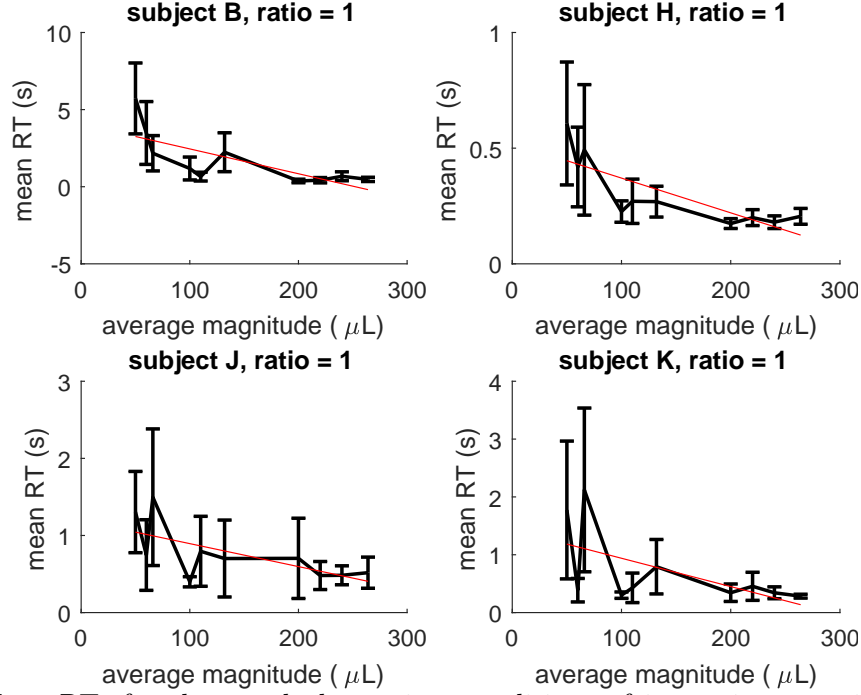 subject B, ratio = 1
10
5
0
-5
mean RT (s)
0
100
200
300
average magnitude ( μL)
subject H, ratio = 1
1
0.5
0
mean RT (s)
0
100
200
300
average magnitude ( μL)
subject J, ratio = 1
3
2
1
0
mean RT (s)
0
100
200
300
average magnitude ( μL)
subject K, ratio = 1
4
3
2
1
0
mean RT (s)
0
100
200
300
average magnitude ( μL)